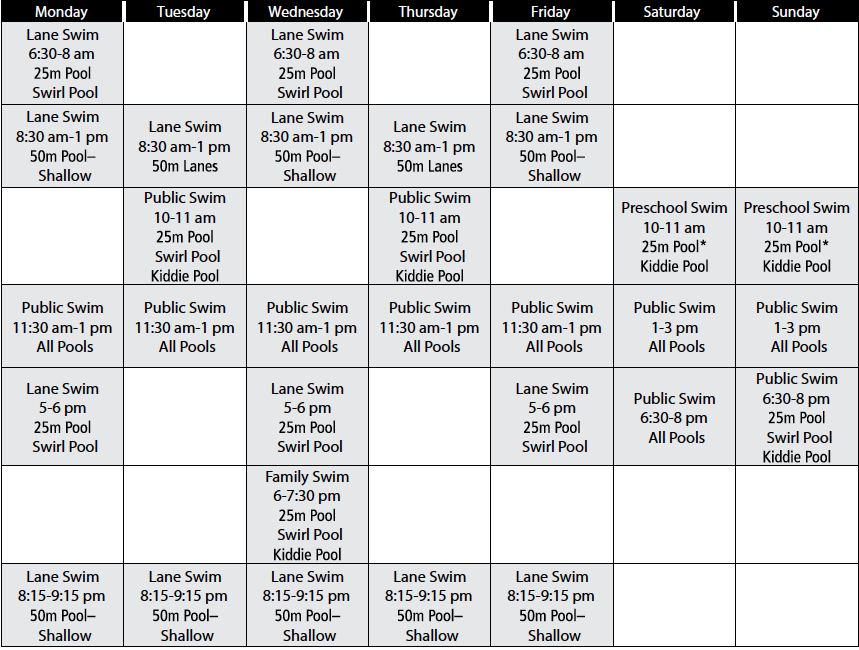 Monday Tuesday Wednesday Thursday Friday Saturday Sunday
Lane Swim Lane Swim Lane Swim
6:30-8 am 6:30-8 am 6:30-8 am
25m Pool 25m Pool 25m Pool
Swirl Pool Swirl Pool Swirl Pool
Lane Swim Lane Swim Lane Swim Lane Swim Lane Swim
8:30 am-1 pm 8:30 am-1 pm 8:30 am-1 pm 8:30 am-1 pm 8:30 am-1 pm
50m Pool– 50m Lanes 50m Pool– 50m Lanes 50m Pool–
Shallow Shallow Shallow
Public Swim Public Swim Preschool Swim Preschool Swim
10-11 am 10-11 am 10-11 am 10-11 am
25m Pool 25m Pool 25m Pool* 25m Pool*
Swirl Pool Swirl Pool Kiddie Pool Kiddie Pool
Kiddie Pool Kiddie Pool
Public Swim Public Swim Public Swim Public Swim Public Swim Public Swim Public Swim
11:30 am-1 pm 11:30 am-1 pm 11:30 am-1 pm 11:30 am-1 pm 11:30 am-1 pm 1-3 pm 1-3 pm
All Pools All Pools All Pools All Pools All Pools All Pools All Pools
Lane Swim Lane Swim Lane Swim Public Swim Public Swim
5-6 pm 5-6 pm 5-6 pm 6:30-8 pm 6:30-8 pm
25m Pool 25m Pool 25m Pool All Pools 25m Pool
Swirl Pool Swirl Pool Swirl Pool Swirl Pool
Kiddie Pool
Family Swim
6-7:30 pm
25m Pool
Swirl Pool
Kiddie Pool
Lane Swim Lane Swim Lane Swim Lane Swim Lane Swim
8:15-9:15 pm 8:15-9:15 pm 8:15-9:15 pm 8:15-9:15 pm 8:15-9:15 pm
50m Pool– 50m Pool– 50m Pool– 50m Pool– 50m Pool–
Shallow Shallow Shallow Shallow Shallow